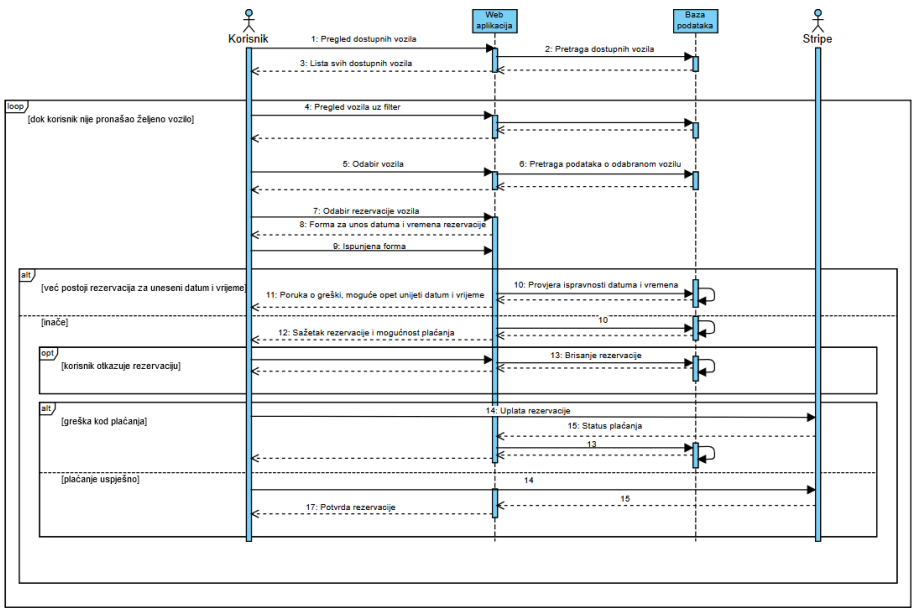 Korisnik
Web
aplikacija
Baza
podataka
Stripe
1: Pregled dostupnih vozila
2: Pretraga dostupnih vozila
3: Lista svih dostupnih vozila
loop
4: Pregled vozila uz filter
[dok korisnik nije pronašao željeno vozilo]
5: Odabir vozila
6: Pretraga podataka o odabranom vozilu
7: Odabir rezervacije vozila
8: Forma za unos datuma i vremena rezervacije
9: Ispunjena forma
alt
[već postoji rezervacija za uneseni datum i vrijeme]
10: Provjera ispravnosti datuma i vremena
11: Poruka o greški, moguće opet unijeti datum i vrijeme
[inače]
10
12: Sažetak rezervacije i mogućnost plaćanja
opt
13: Brisanje rezervacije
[korisnik otkazuje rezervaciju]
alt
14: Uplata rezervacije
[greška kod plaćanja]
15: Status plaćanja
13
[plaćanje uspješno]
14
15
17: Potvrda rezervacije